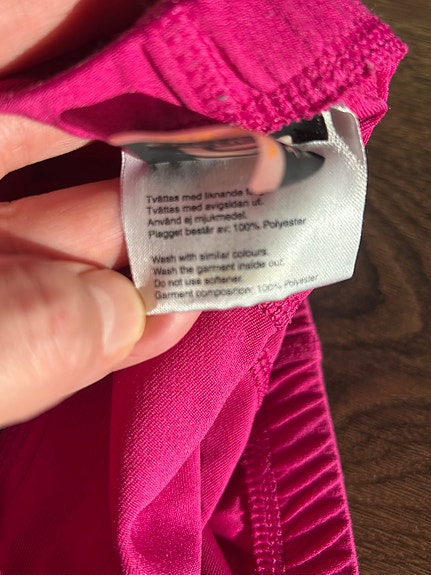 Tvättas med liknande
Tvättas med avigsidan ut.
Använd ej mjukmedel.
Plagget består av: 100% Polyester
Wash with similar colours.
Wash the garment inside out.
Do not use softener.
Garment composition: 100% Polyester